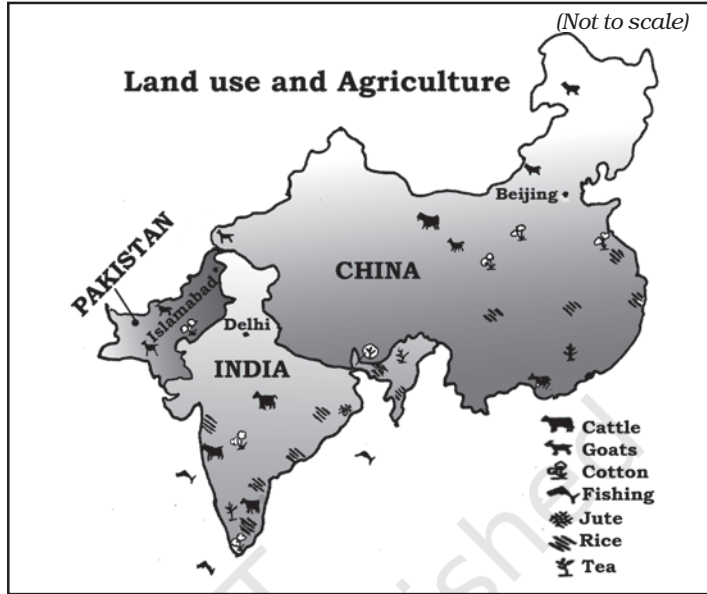 (Not to scale)
Land use and Agriculture
Beijing
PAKISTAN
CHINA
Islamabad
Delhi
INDIA
Cattle
Goats
Cotton
Fishing
Jute
Rice
Tea